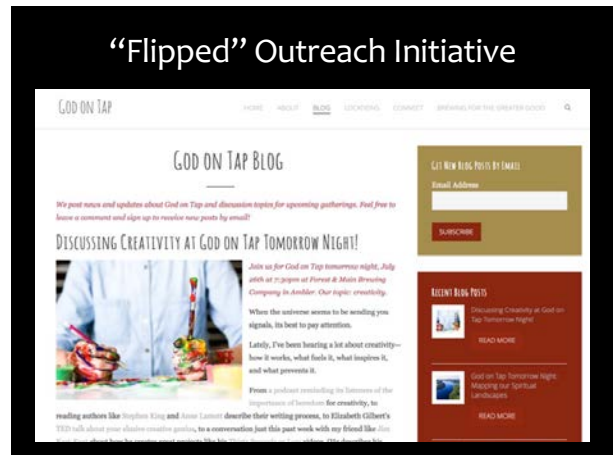 “Flipped” Outreach Initiative
GOD ON TAP
HOME ABOUT BLOG LOCATIONS CONNECT BREWING FOR THE GREATER GOOD
GOD ON TAP BLOG
We post news and updates about God on Tap and discussion topics for upcoming gatherings. Feel free to
leave a comment and sign up to receive new posts by email!
DISCUSSING CREATIVITY AT GOD ON TAP TOMORROW NIGHT!
Join us for God on Tap tomorrow night, July
26th at 7:30pm at Forest & Main Brewing
Company in Ambler. Our topic: creativity.
When the universe seems to be sending you
signals, its best to pay attention.
Lately, I've been hearing a lot about creativity—
how it works, what fuels it, what inspires it,
and what prevents it.
From a podcast reminding its listeners of the
importance of boredom for creativity, to
reading authors like Stephen King and Anne Lamott describe their writing process, to Elizabeth Gilbert's
TED talk about your elusive creative genius, to a conversation just this past week with my friend like Jim
GET NEW BLOG POSTS BY EMAIL
Email Address
SUBSCRIBE
RECENT BLOG POSTS
Discussing Creativity at God on
Tap Tomorrow Night!
READ MORE
God on Tap Tomorrow Night:
Mapping our Spiritual
Landscapes
READ MORE